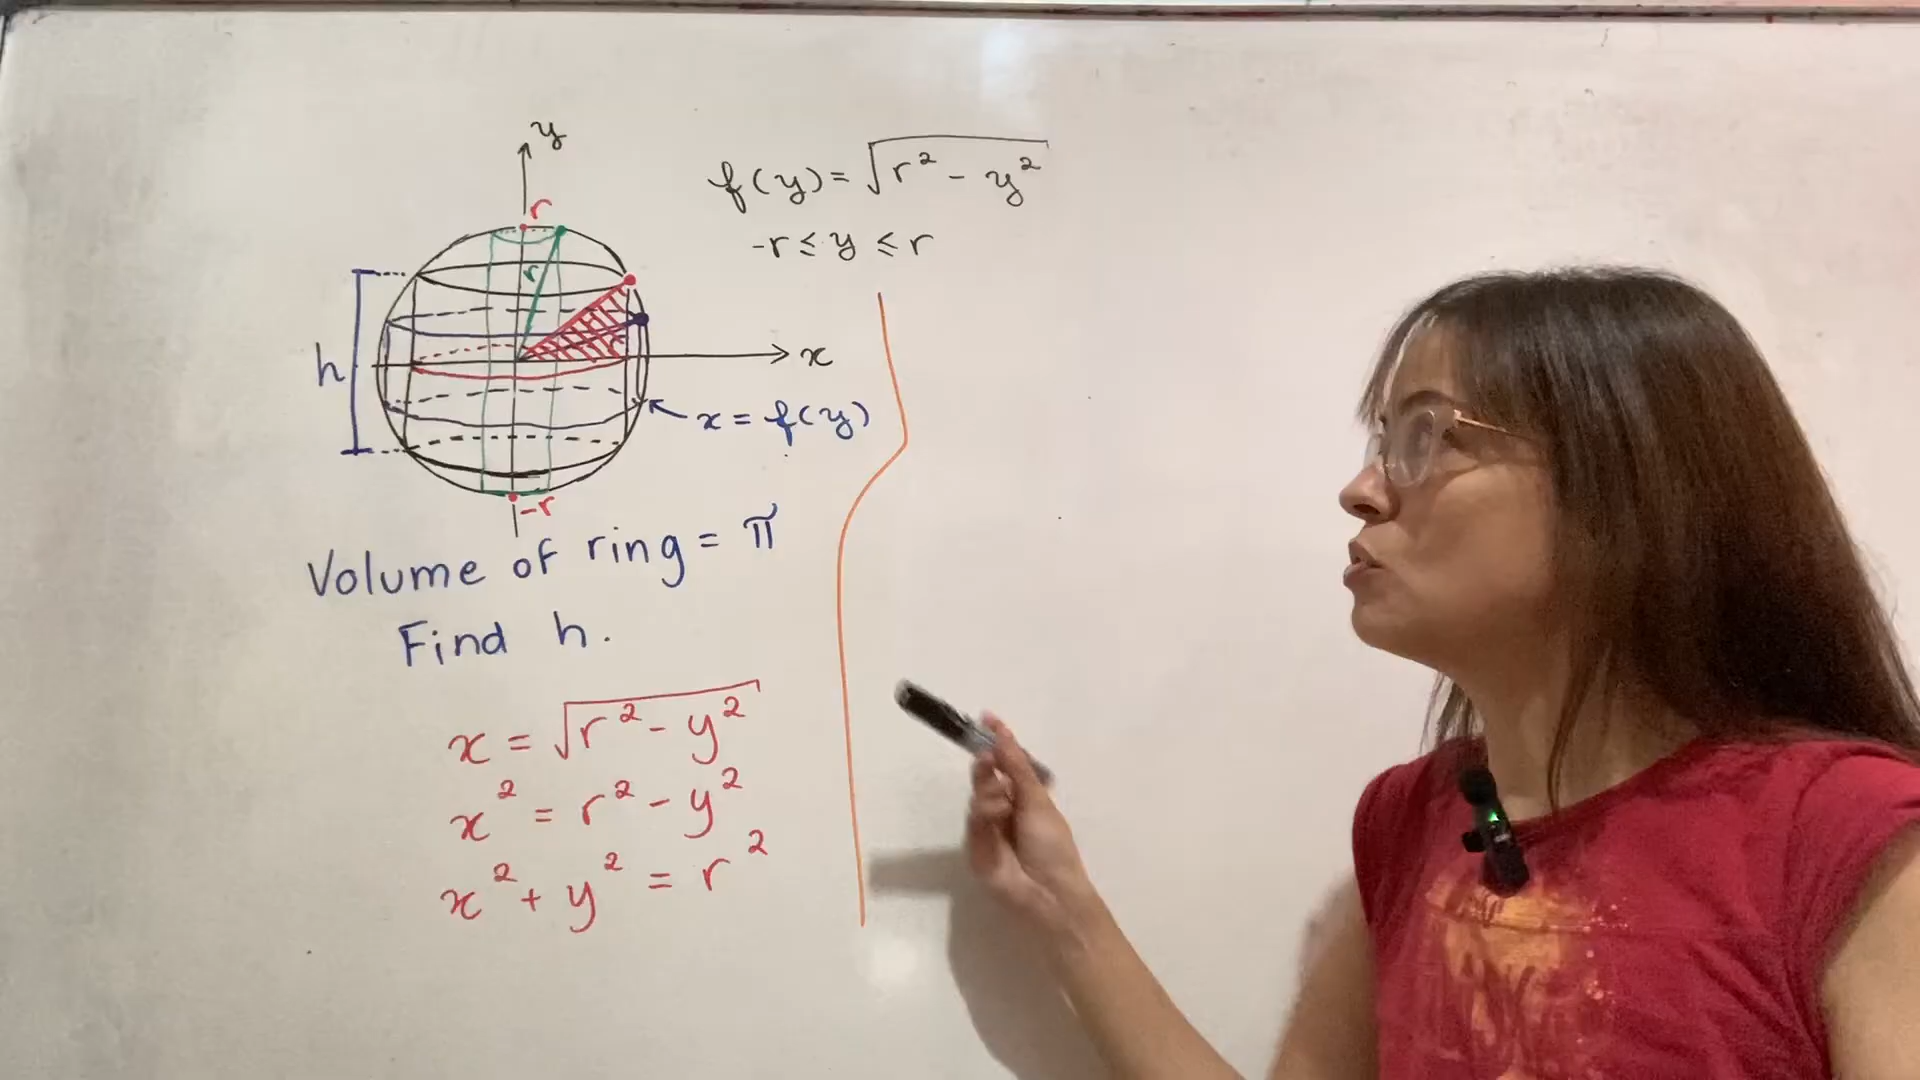 y
f(y) = √(r² - y²)
r
-r ≤ y ≤ r
r
r
h
x
x = f(y)
-r
Volume of ring = π
Find h.
x = √(r² - y²)
x² = r² - y²
x² + y² = r²